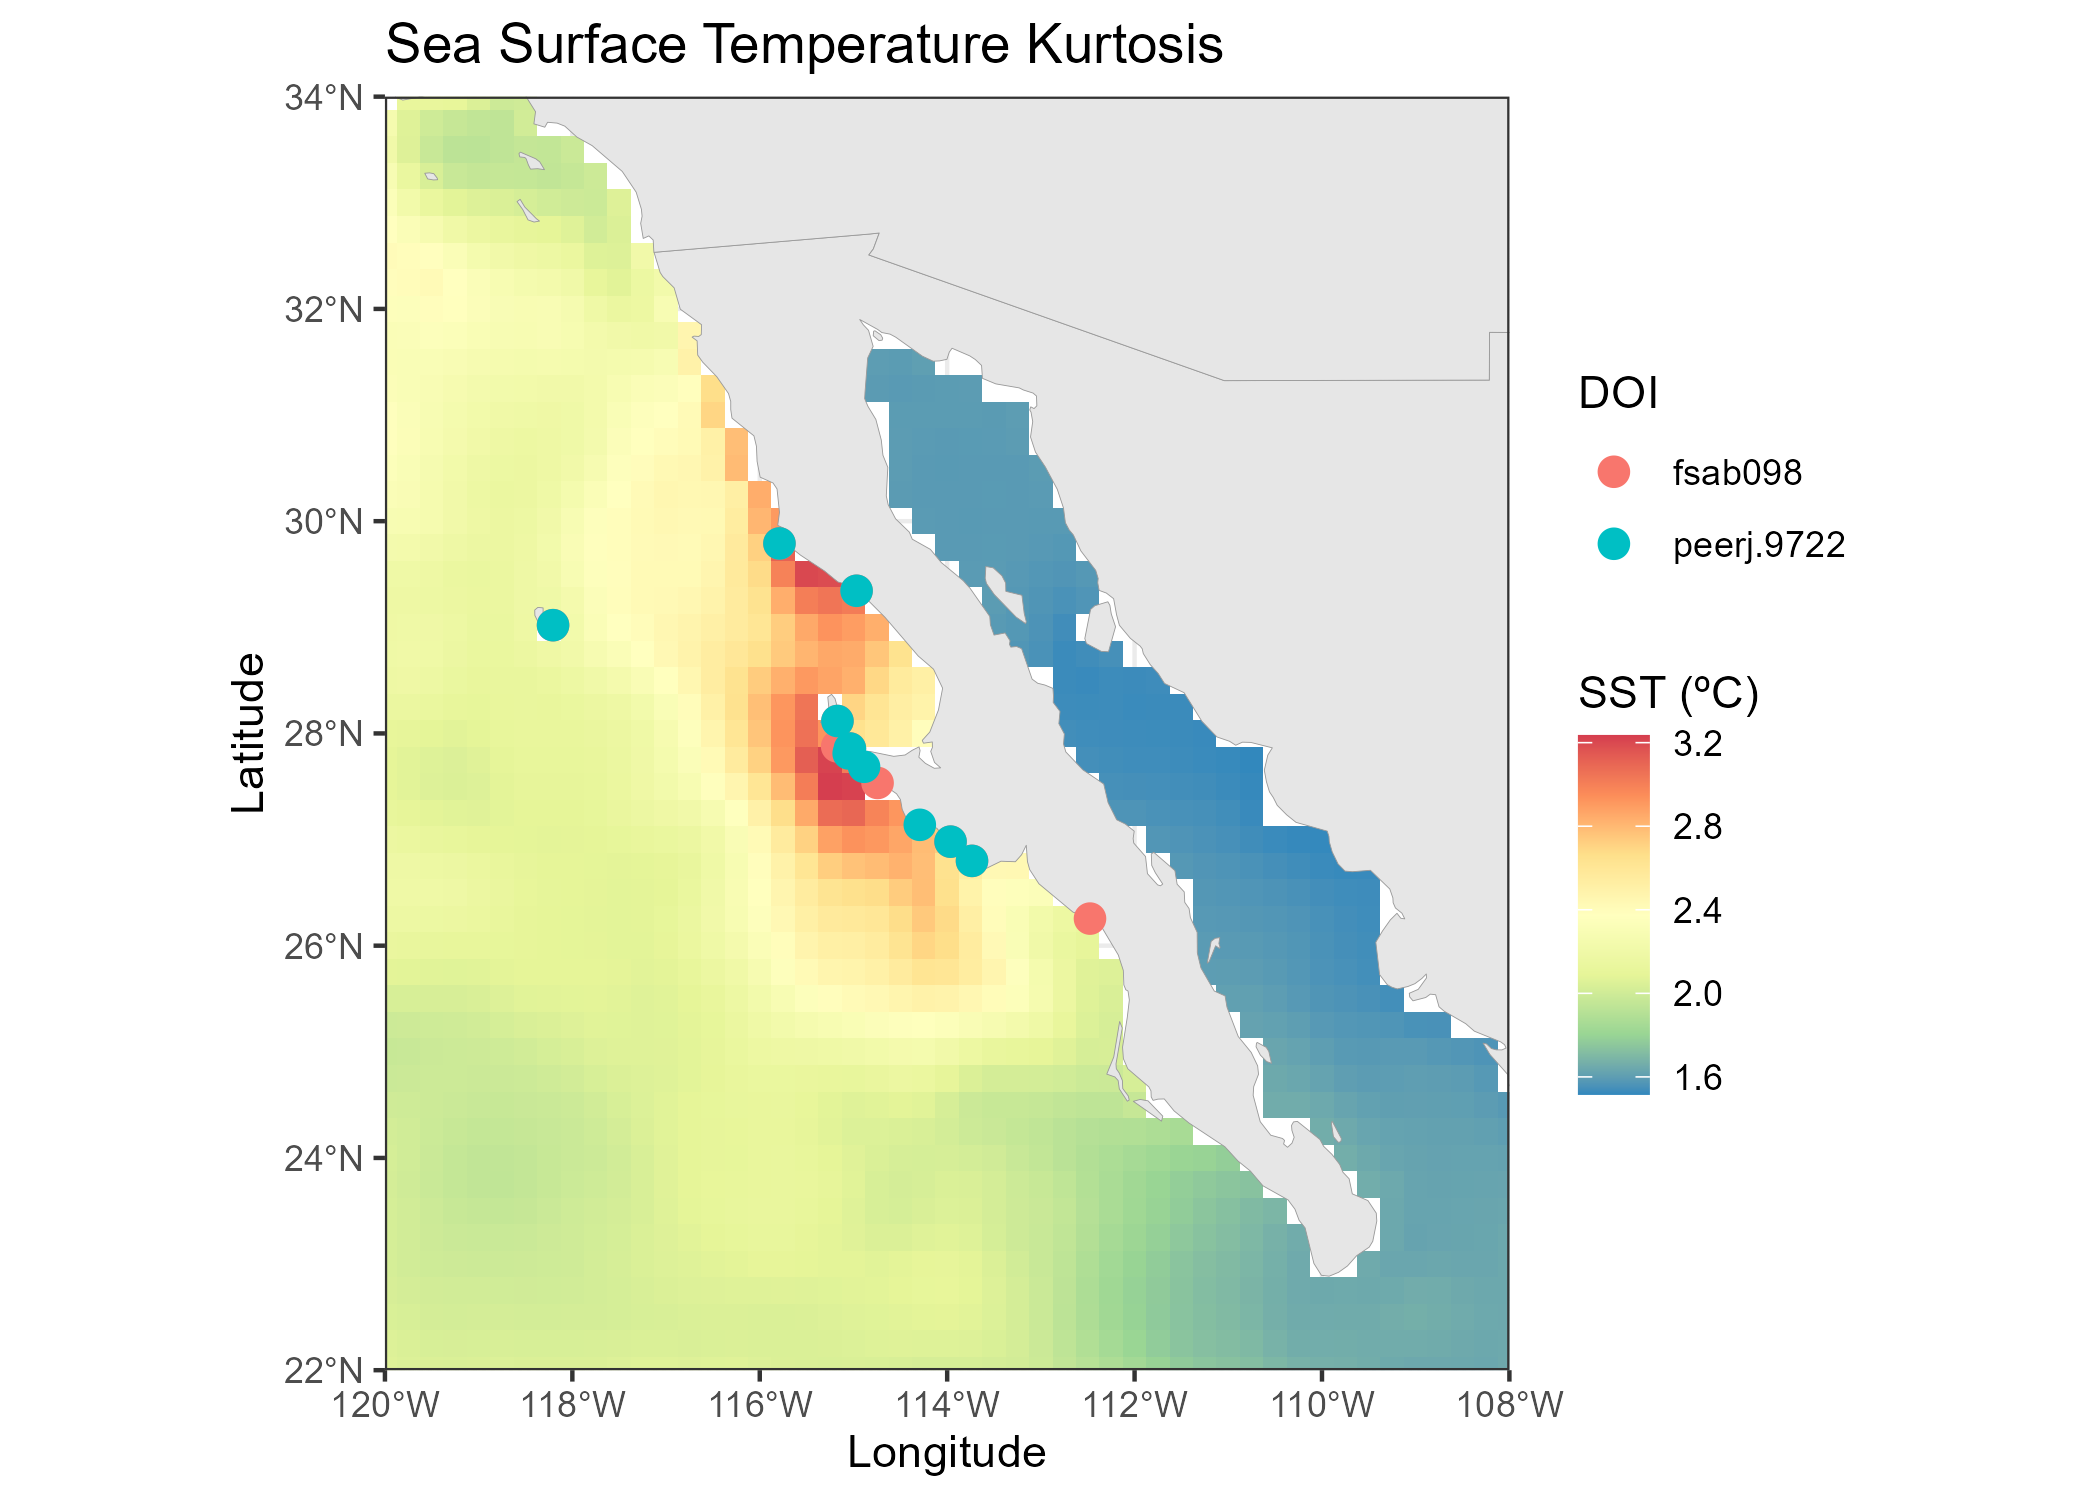 Sea Surface Temperature Kurtosis
34°N
32°N
30°N
28°N
26°N
24°N
22°N
Latitude
120°W
118°W
116°W
114°W
112°W
110°W
108°W
Longitude
DOI
fsab098
peerj.9722
SST (ºC)
3.2
2.8
2.4
2.0
1.6